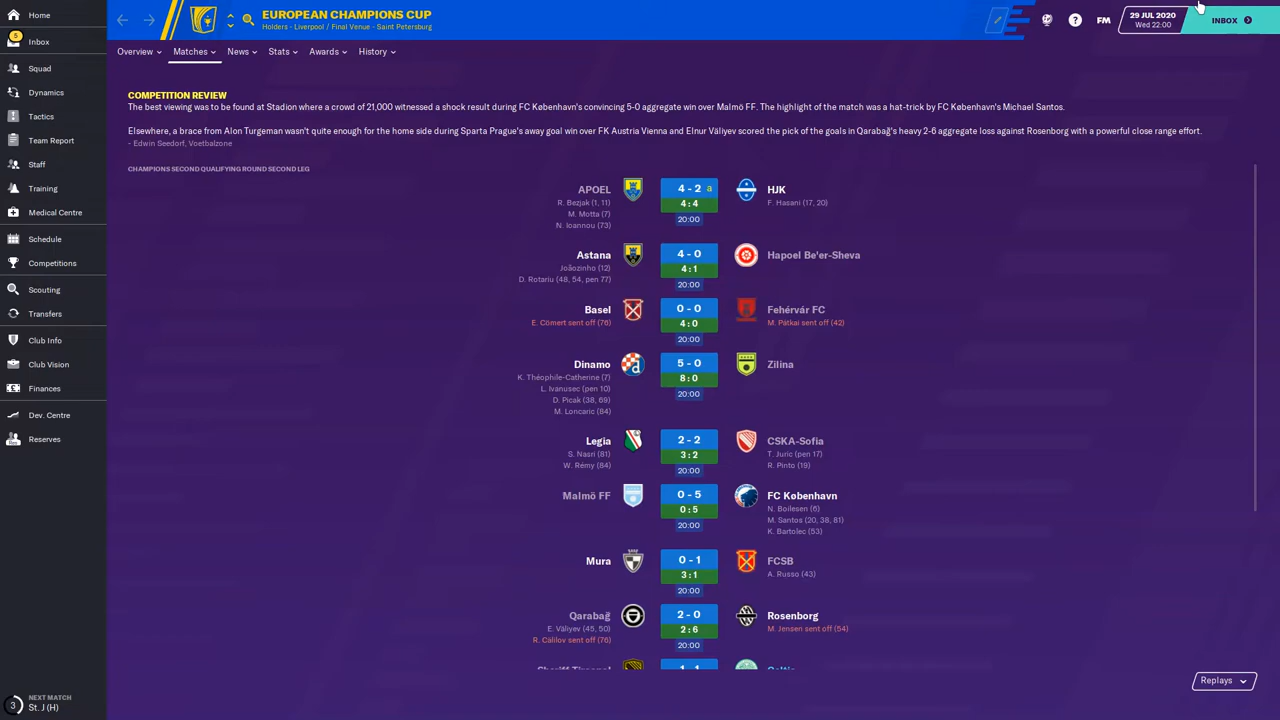 EUROPEAN CHAMPIONS CUP
Holders - Liverpool / Final Venue - Saint Petersburg
FM
29 JUL 2020
Wed 22:00
INBOX
5
Inbox
Home
Squad
Dynamics
Tactics
Team Report
Staff
Training
Medical Centre
Schedule
Competitions
Scouting
Transfers
Club Info
Club Vision
Finances
Dev. Centre
Reserves
NEXT MATCH
3
St. J (H)
Overview
Matches
News
Stats
Awards
History
COMPETITION REVIEW
The best viewing was to be found at Stadion where a crowd of 21,000 witnessed a shock result during FC København's convincing 5-0 aggregate win over Malmö FF. The highlight of the match was a hat-trick by FC København's Michael Santos.
Elsewhere, a brace from Alon Turgeman wasn't quite enough for the home side during Sparta Prague's away goal win over FK Austria Vienna and Elnur Väliyev scored the pick of the goals in Qarabağ's heavy 2-6 aggregate loss against Rosenborg with a powerful close range effort.
- Edwin Seedorf, Voetbalzone
CHAMPIONS SECOND QUALIFYING ROUND SECOND LEG
APOEL 4 - 2 a HJK
R. Bezjak (1, 11) 4 : 4 F. Hasani (17, 20)
M. Motta (7) 20:00
N. Ioannou (73)
Astana 4 - 0 Hapoel Be'er-Sheva
Joãozinho (12) 4 : 1
D. Rotariu (48, 54, pen 77) 20:00
Basel 0 - 0 Fehérvár FC
E. Cömert sent off (76) 4 : 0 M. Pátkai sent off (42)
20:00
Dinamo 5 - 0 Zilina
K. Théophile-Catherine (7) 8 : 0
L. Ivanusec (pen 10) 20:00
D. Picak (38, 69)
M. Loncaric (84)
Legia 2 - 2 CSKA-Sofia
S. Nasri (81) 3 : 2 T. Juric (pen 17)
W. Rémy (84) 20:00 R. Pinto (19)
Malmö FF 0 - 5 FC København
0 : 5 N. Boilesen (6)
20:00 M. Santos (20, 38, 81)
K. Bartolec (53)
Mura 0 - 1 FCSB
3 : 1 A. Russo (43)
20:00
Qarabağ 2 - 0 Rosenborg
E. Väliyev (45, 50) 2 : 6 M. Jensen sent off (54)
R. Cälilov sent off (76) 20:00
Sheriff Tiraspol 1 - 1 Celtic
Replays